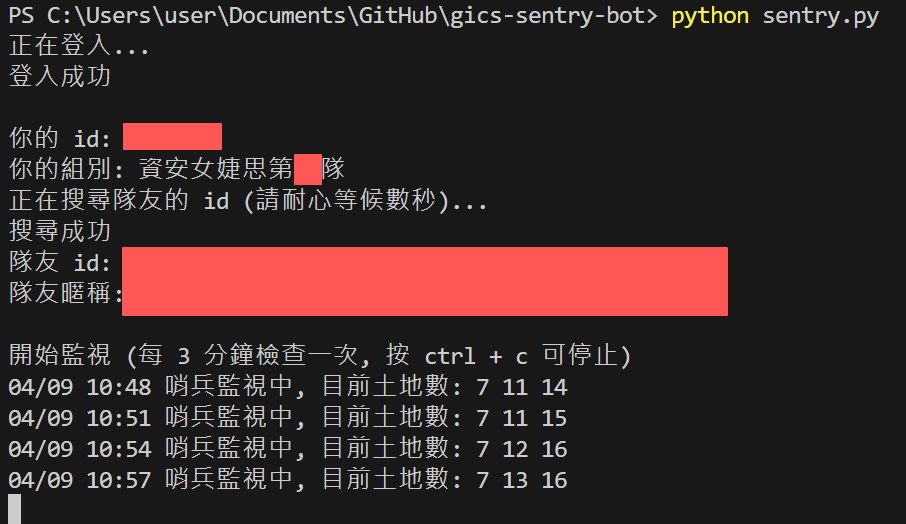 PS C:\Users\user\Documents\GitHub\gics-sentry-bot> python sentry.py
正在登入...
登入成功
你的 id:
你的組別: 資安女婕思第 隊
正在搜尋隊友的 id (請耐心等候數秒)...
搜尋成功
隊友 id:
隊友暱稱:
開始監視 (每 3 分鐘檢查一次, 按 ctrl + c 可停止)
04/09 10:48 哨兵監視中, 目前土地數: 7 11 14
04/09 10:51 哨兵監視中, 目前土地數: 7 11 15
04/09 10:54 哨兵監視中, 目前土地數: 7 12 16
04/09 10:57 哨兵監視中, 目前土地數: 7 13 16